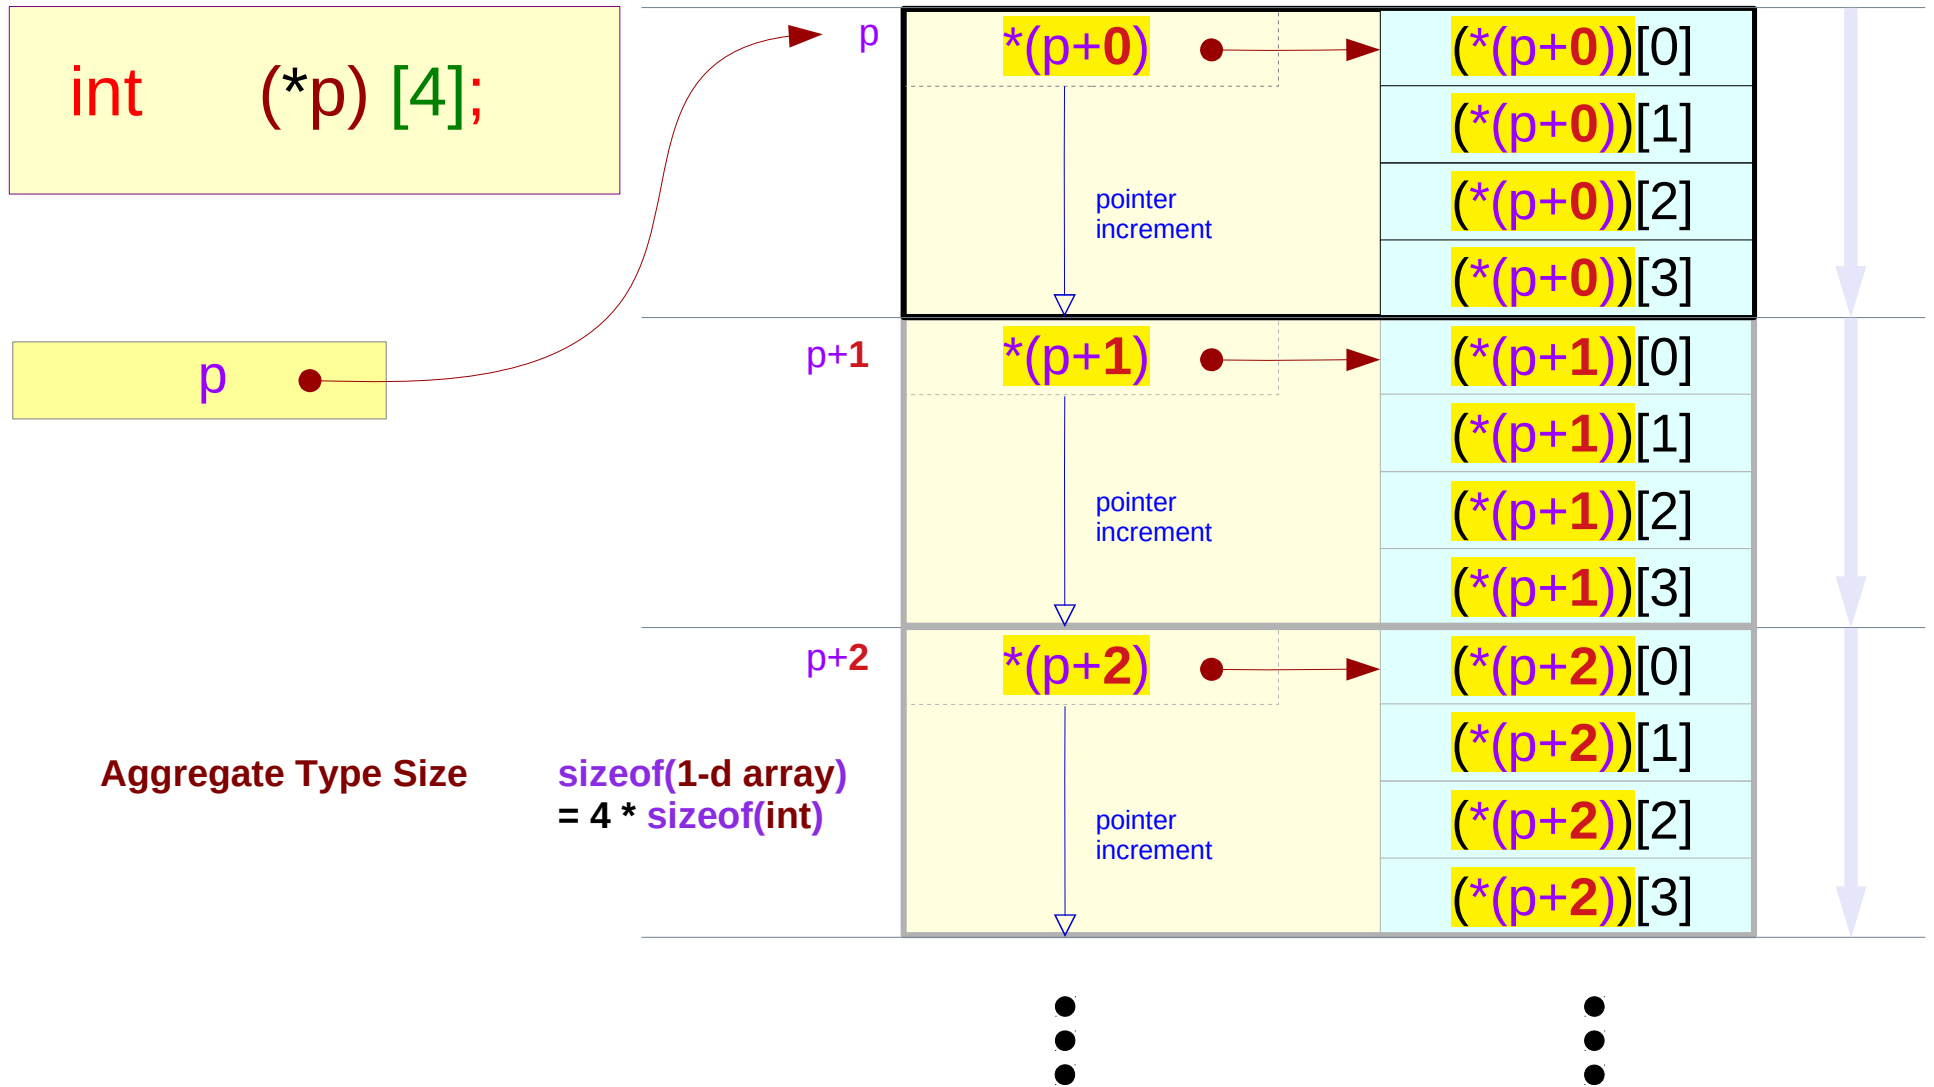 int (*p) [4];
p
p
*(p+0)
(*(p+0))[0]
(*(p+0))[1]
(*(p+0))[2]
(*(p+0))[3]
pointer
increment
p+1
*(p+1)
(*(p+1))[0]
(*(p+1))[1]
(*(p+1))[2]
(*(p+1))[3]
pointer
increment
p+2
*(p+2)
(*(p+2))[0]
(*(p+2))[1]
(*(p+2))[2]
(*(p+2))[3]
pointer
increment
Aggregate Type Size
sizeof(1-d array)
= 4 * sizeof(int)